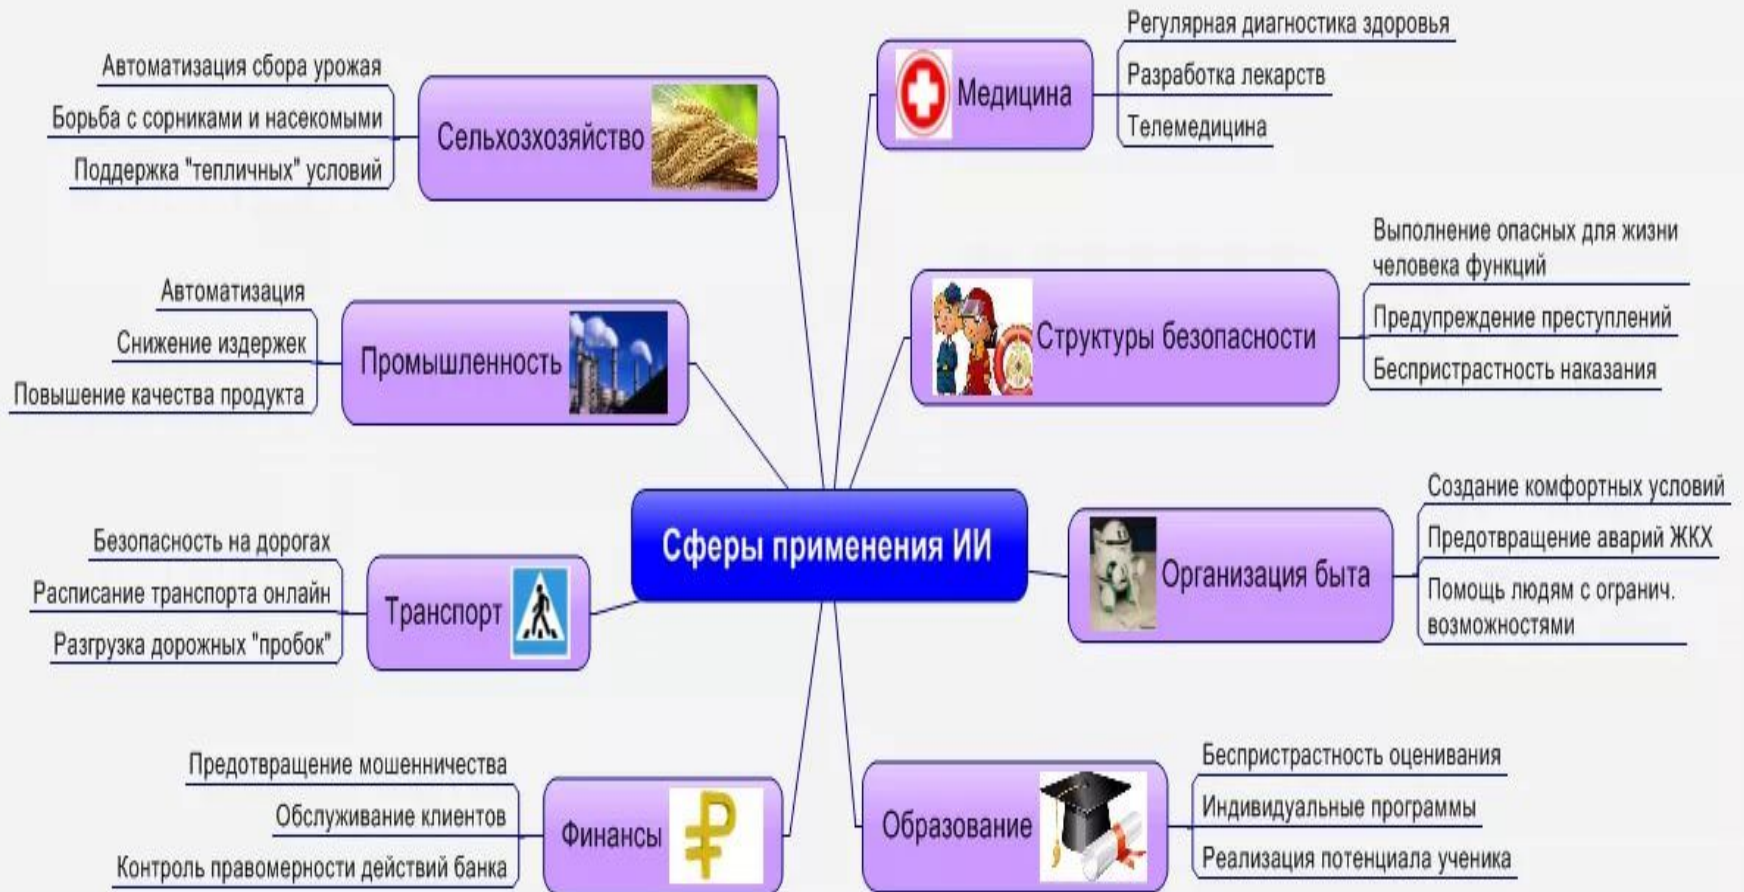 Сферы применения ИИ
Медицина
Регулярная диагностика здоровья
Разработка лекарств
Телемедицина
Структуры безопасности
Выполнение опасных для жизни
человека функций
Предупреждение преступлений
Беспристрастность наказания
Организация быта
Создание комфортных условий
Предотвращение аварий ЖКХ
Помощь людям с огранич.
возможностями
Образование
Беспристрастность оценивания
Индивидуальные программы
Реализация потенциала ученика
Сельхозхозяйство
Автоматизация сбора урожая
Борьба с сорниками и насекомыми
Поддержка "тепличных" условий
Промышленность
Автоматизация
Снижение издержек
Повышение качества продукта
Транспорт
Безопасность на дорогах
Расписание транспорта онлайн
Разгрузка дорожных "пробок"
Финансы
Предотвращение мошенничества
Обслуживание клиентов
Контроль правомерности действий банка